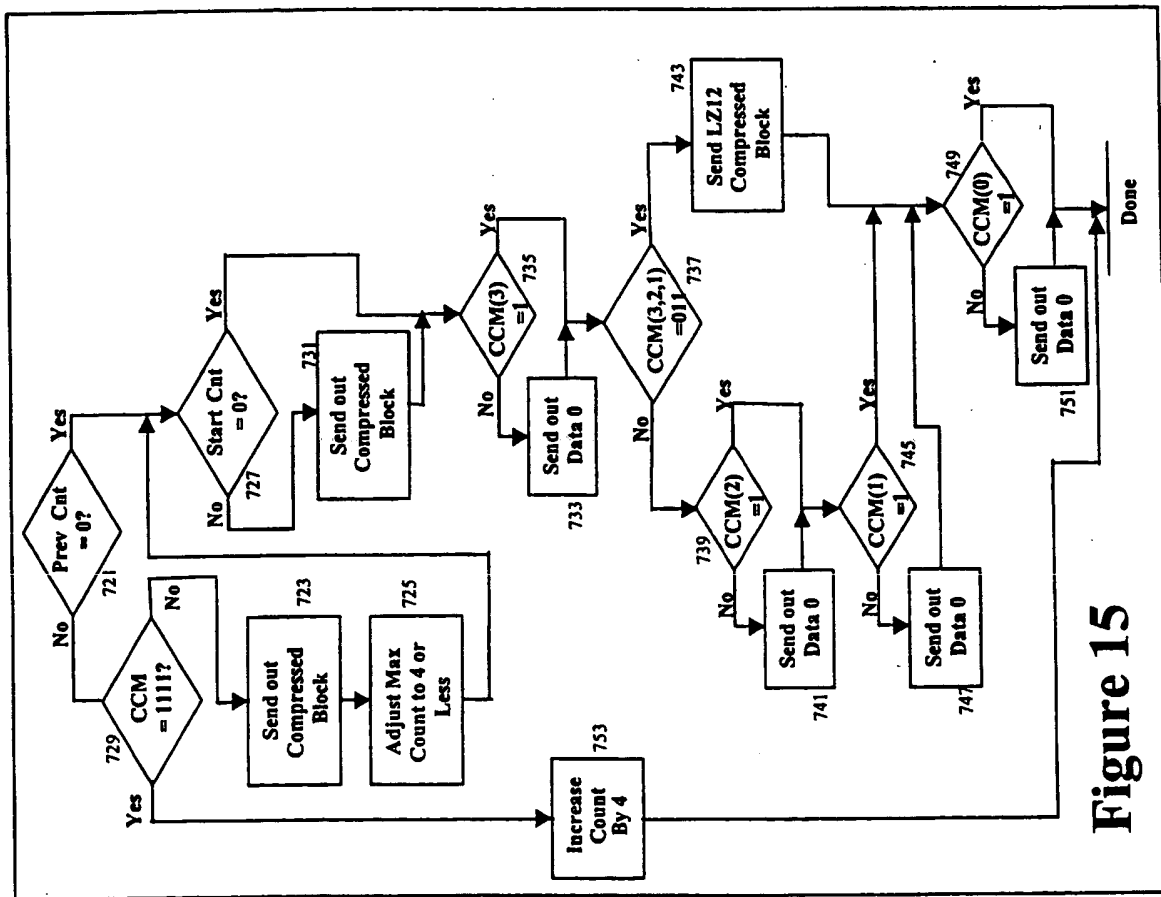 Prev Cnt
= 0?
721
No
Yes
CCM
= 1111?
729
Yes
No
Send out
Compressed
Block
723
Adjust Max
Count to 4 or
Less
725
Start Cnt
= 0?
727
No
Yes
Send out
Compressed
Block
731
CCM(3)
=1
735
No
Yes
Send out
Data 0
733
CCM(3,2,1)
=011
737
No
Yes
Send LZ12
Compressed
Block
743
CCM(2)
=1
739
No
Yes
Send out
Data 0
741
CCM(1)
=1
745
No
Yes
Send out
Data 0
747
CCM(0)
=1
749
No
Yes
Send out
Data 0
751
Increase
Count
By 4
753
Done
Figure 15